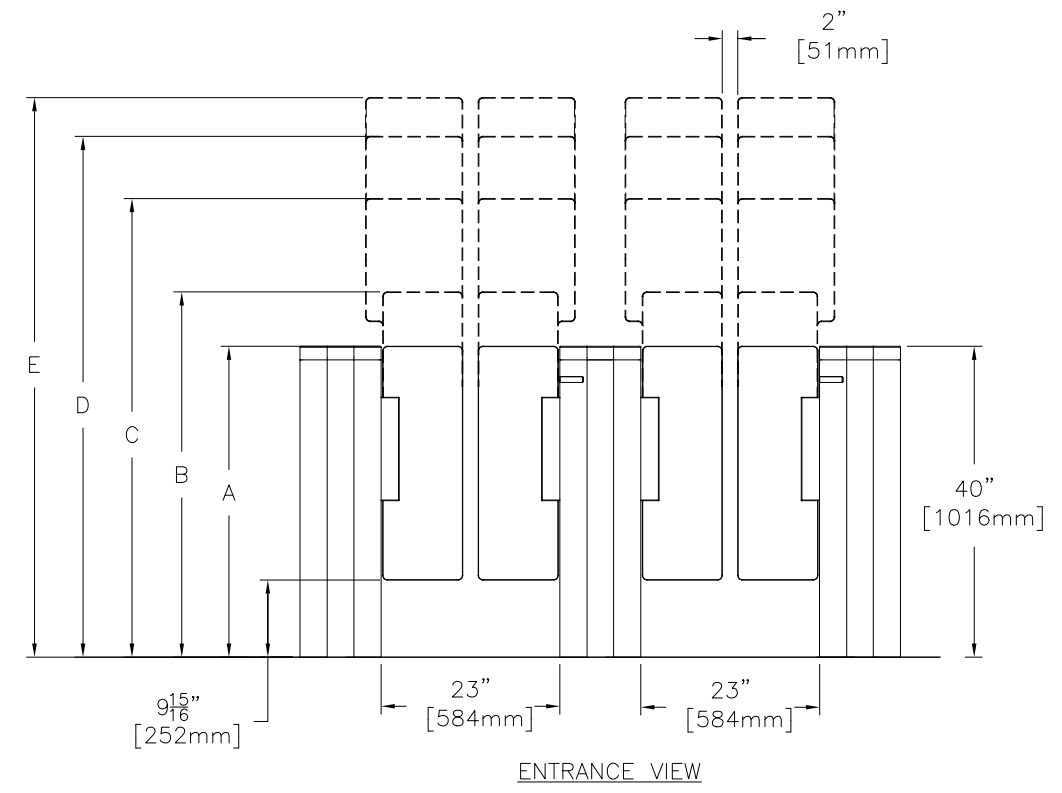 2”
[51mm]
E
D
C
B
A
40”
[1016mm]
9 15/16”
[252mm]
23”
[584mm]
23”
[584mm]
ENTRANCE VIEW